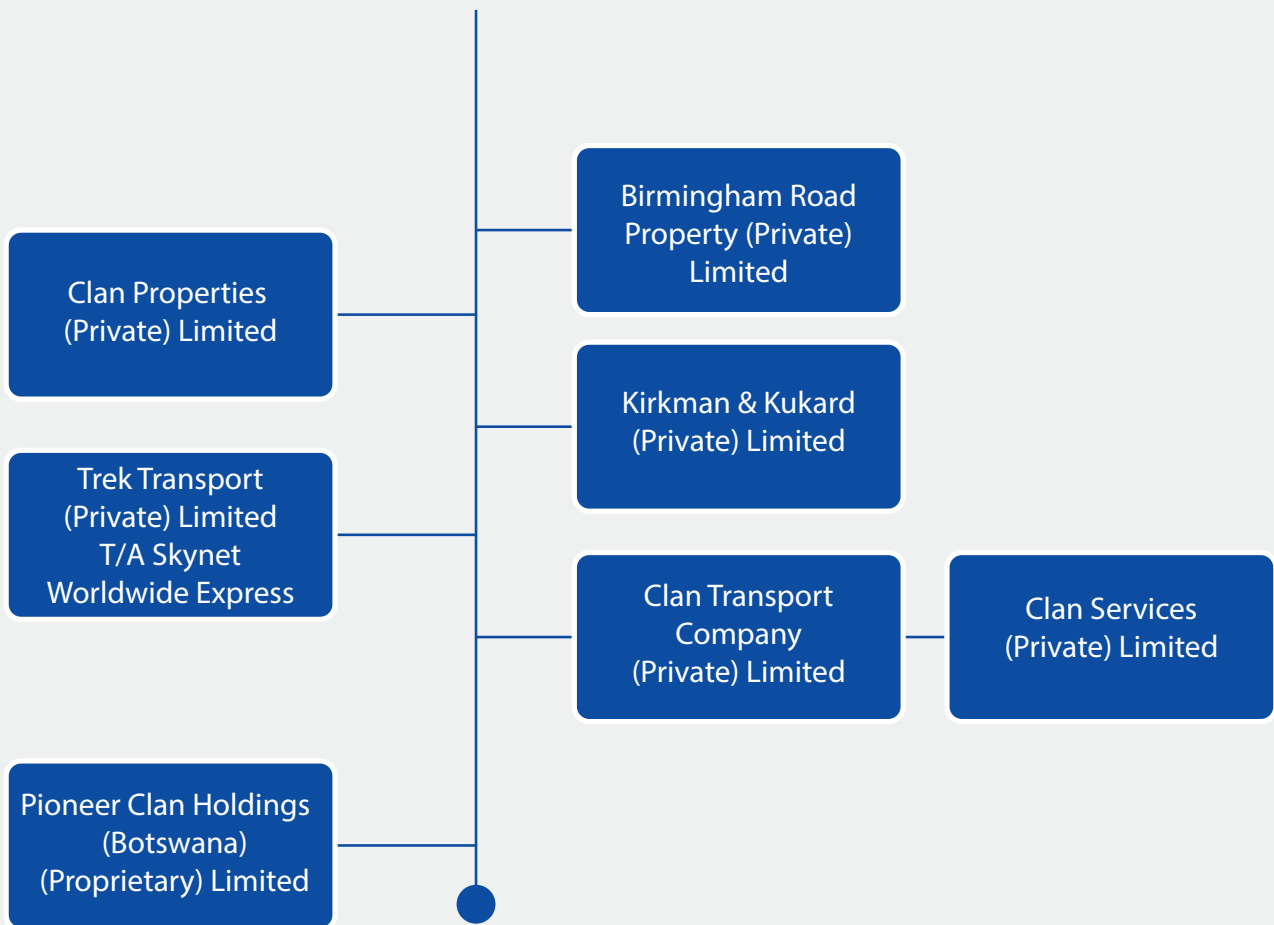 Birmingham Road
Property (Private)
Limited
Clan Properties
(Private) Limited
Kirkman & Kukard
(Private) Limited
Trek Transport
(Private) Limited
T/A Skynet
Worldwide Express
Clan Transport
Company
(Private) Limited
Clan Services
(Private) Limited
Pioneer Clan Holdings
(Botswana)
(Proprietary) Limited